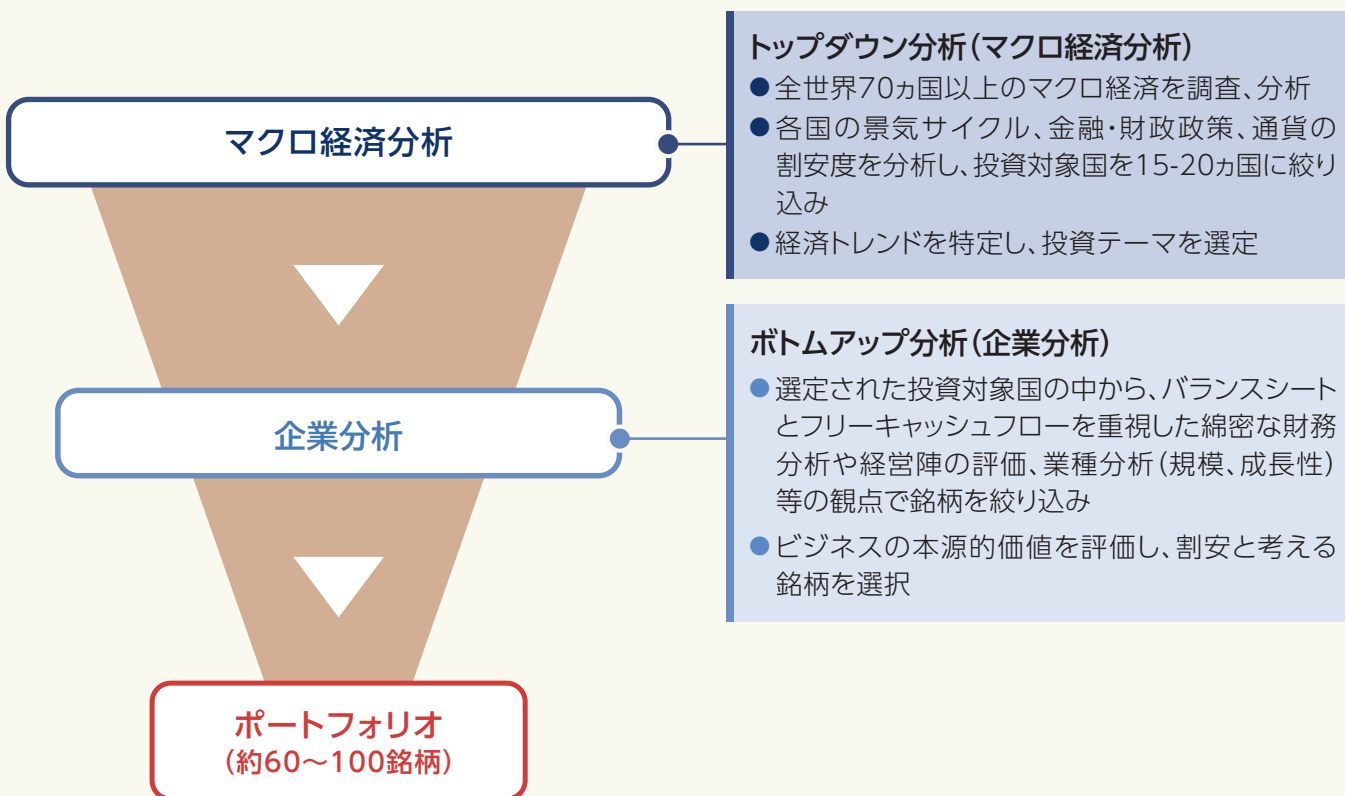 マクロ経済分析
トップダウン分析(マクロ経済分析)
●全世界70ヵ国以上のマクロ経済を調査、分析
●各国の景気サイクル、金融・財政政策、通貨の
割安度を分析し、投資対象国を15-20ヵ国に絞り
込み
●経済トレンドを特定し、投資テーマを選定
企業分析
ボトムアップ分析(企業分析)
●選定された投資対象国の中から、バランスシート
とフリーキャッシュフローを重視した綿密な財務
分析や経営陣の評価、業種分析(規模、成長性)
等の観点で銘柄を絞り込み
●ビジネスの本源的価値を評価し、割安と考える
銘柄を選択
ポートフォリオ
(約60〜100銘柄)